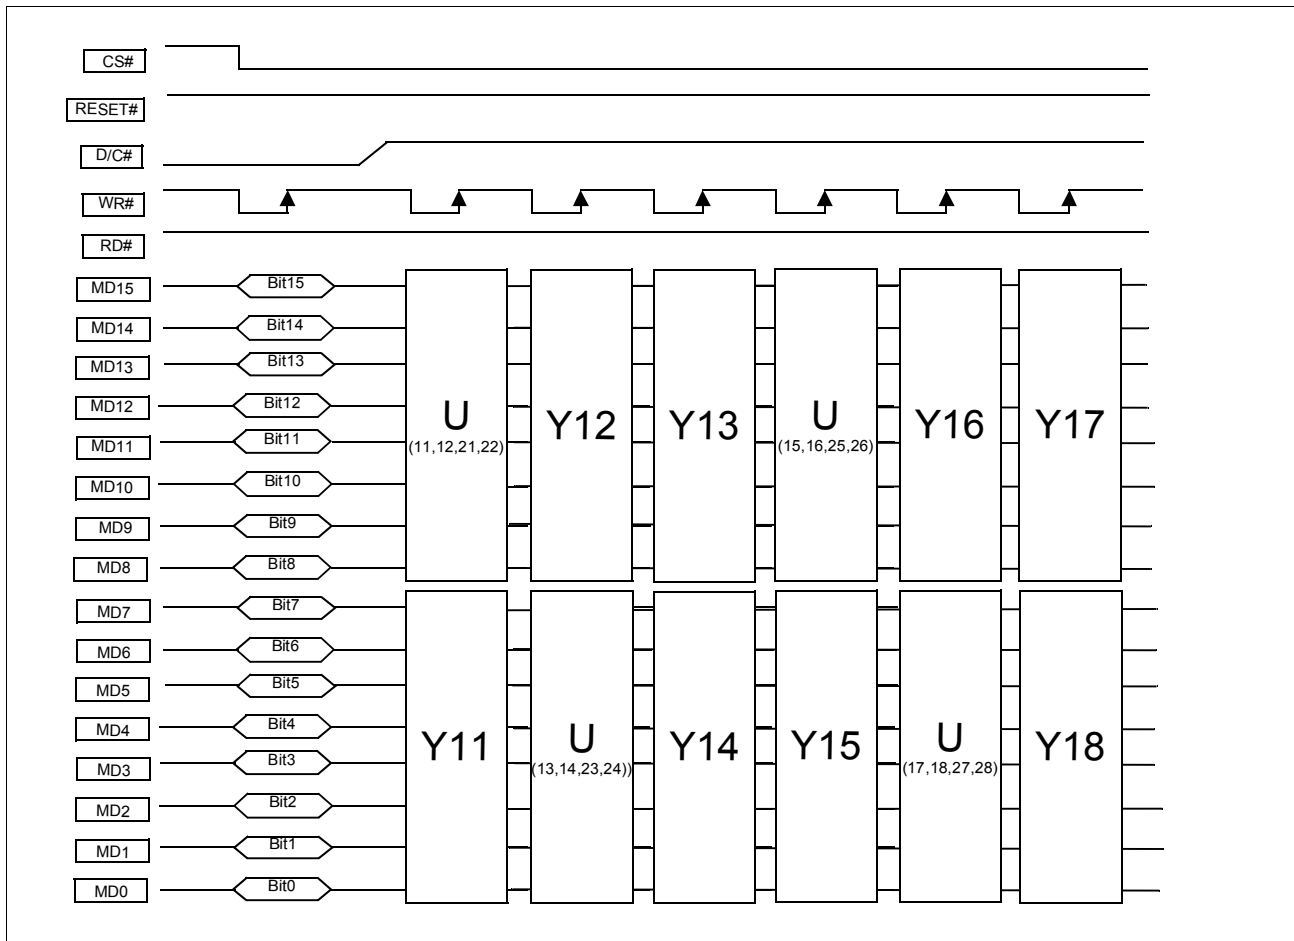 CS#
RESET#
D/C#
WR#
RD#
MD15 Bit15
MD14 Bit14
MD13 Bit13
MD12 Bit12
MD11 Bit11
MD10 Bit10
MD9 Bit9
MD8 Bit8
U Y12 Y13 U Y16 Y17
(11,12,21,22) (15,16,25,26)
MD7 Bit7
MD6 Bit6
MD5 Bit5
MD4 Bit4
MD3 Bit3
MD2 Bit2
MD1 Bit1
MD0 Bit0
Y11 U Y14 Y15 U Y18
(13,14,23,24)) (17,18,27,28)